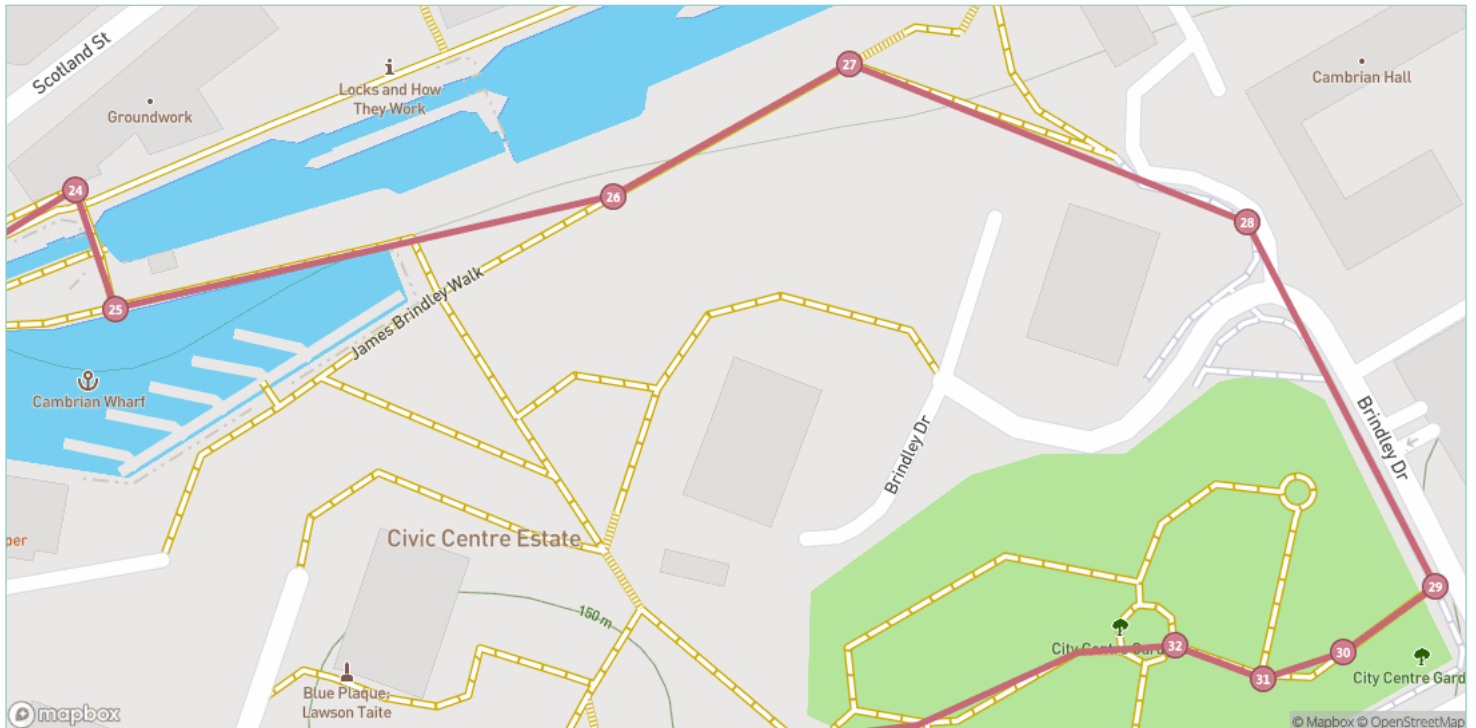 Scotland St
Locks and How
They Work
Groundwork
27
Cambrian Hall
24
26
28
25
James Brindley Walk
Cambrian Wharf
Brindley Dr
Brindley Dr
per
Civic Centre Estate
150 m
29
32
30
31
City Centre Gard
City Centre Gard
Blue Plaque;
Lawson Taite
mapbox
© Mapbox © OpenStreetMap